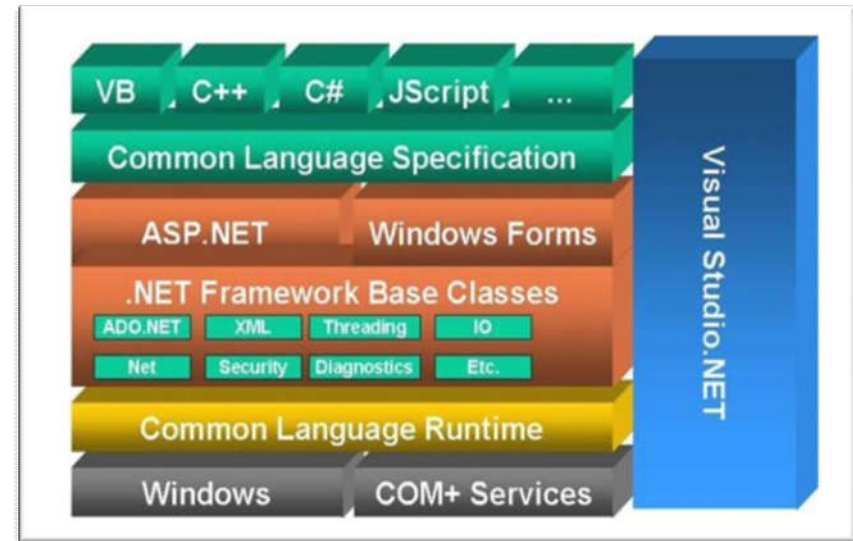 VB C++ C# JScript ...
Common Language Specification
ASP.NET Windows Forms
.NET Framework Base Classes
ADO.NET XML Threading IO
Net Security Diagnostics Etc.
Common Language Runtime
Windows COM+ Services
Visual Studio.NET